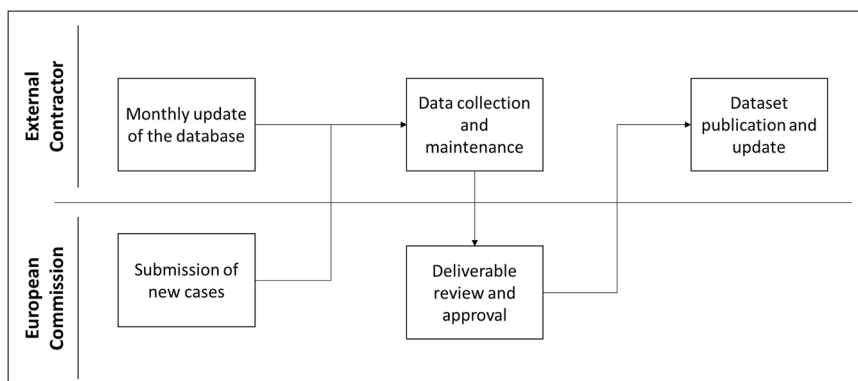 External
Contractor
Monthly update
of the database
Data collection
and
maintenance
Dataset
publication and
update
European
Commission
Submission of
new cases
Deliverable
review and
approval